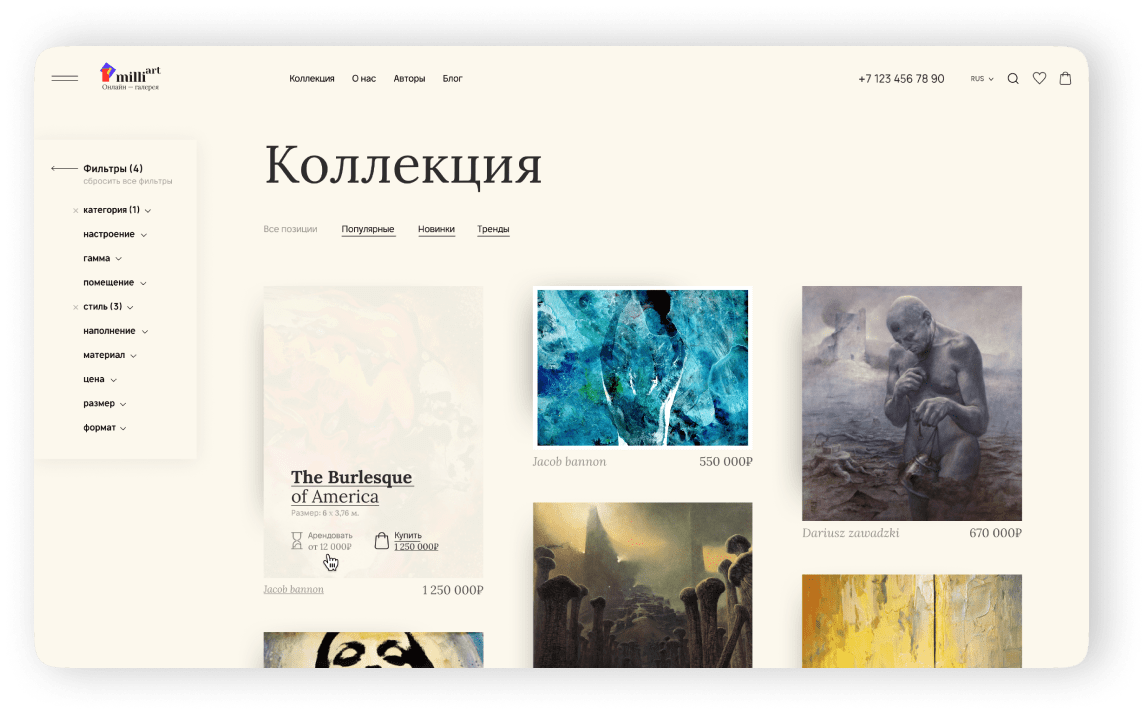 milliart
Онлайн – галерея
Коллекция О нас Авторы Блог
+7 123 456 78 90
RUS
Фильтры (4)
сбросить все фильтры
× категория (1)
настроение
гамма
помещение
× стиль (3)
наполнение
материал
цена
размер
формат
Коллекция
Все позиции Популярные Новинки Тренды
The Burlesque
of America
Размер: 6 х 3,76 м.
Арендовать
от 12 000₽
Купить
1 250 000₽
Jacob bannon 1 250 000₽
Jacob bannon 550 000₽
Dariusz zawadzki 670 000₽